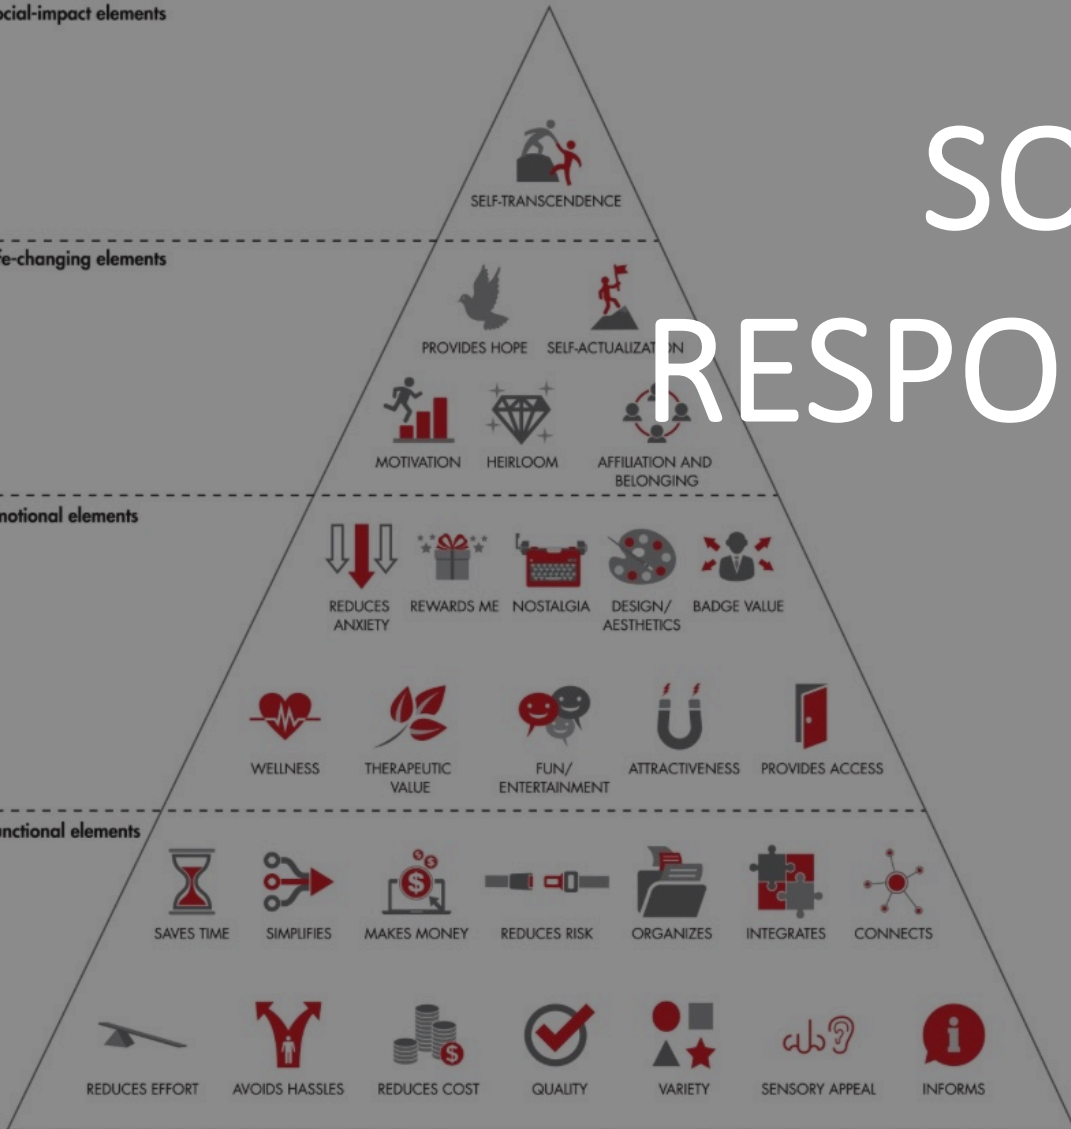 ocial-impact elements
SO
SELF-TRANSCENDENCE
fe-changing elements
PROVIDES HOPE SELF-ACTUALIZATION
RESPO
MOTIVATION HEIRLOOM AFFILIATION AND
BELONGING
motional elements
REDUCES REWARDS ME NOSTALGIA DESIGN/ BADGE VALUE
ANXIETY AESTHETICS
WELLNESS THERAPEUTIC FUN/ ATTRACTIVENESS PROVIDES ACCESS
VALUE ENTERTAINMENT
unctional elements
SAVES TIME SIMPLIFIES MAKES MONEY REDUCES RISK ORGANIZES INTEGRATES CONNECTS
REDUCES EFFORT AVOIDS HASSLES REDUCES COST QUALITY VARIETY SENSORY APPEAL INFORMS